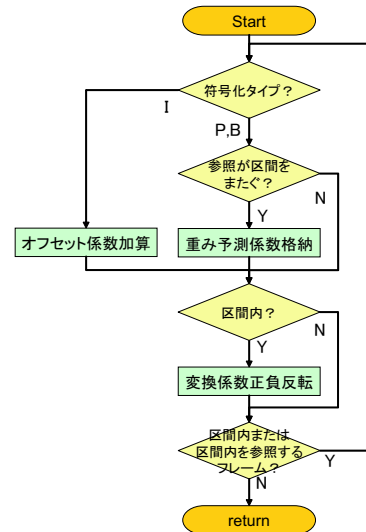 Start
符号化タイプ？
I
P,B
参照が区間を
またぐ？
N
Y
オフセット係数加算
重み予測係数格納
区間内？
N
Y
変換係数正負反転
区間内または
区間内を参照する
フレーム？
Y
N
return